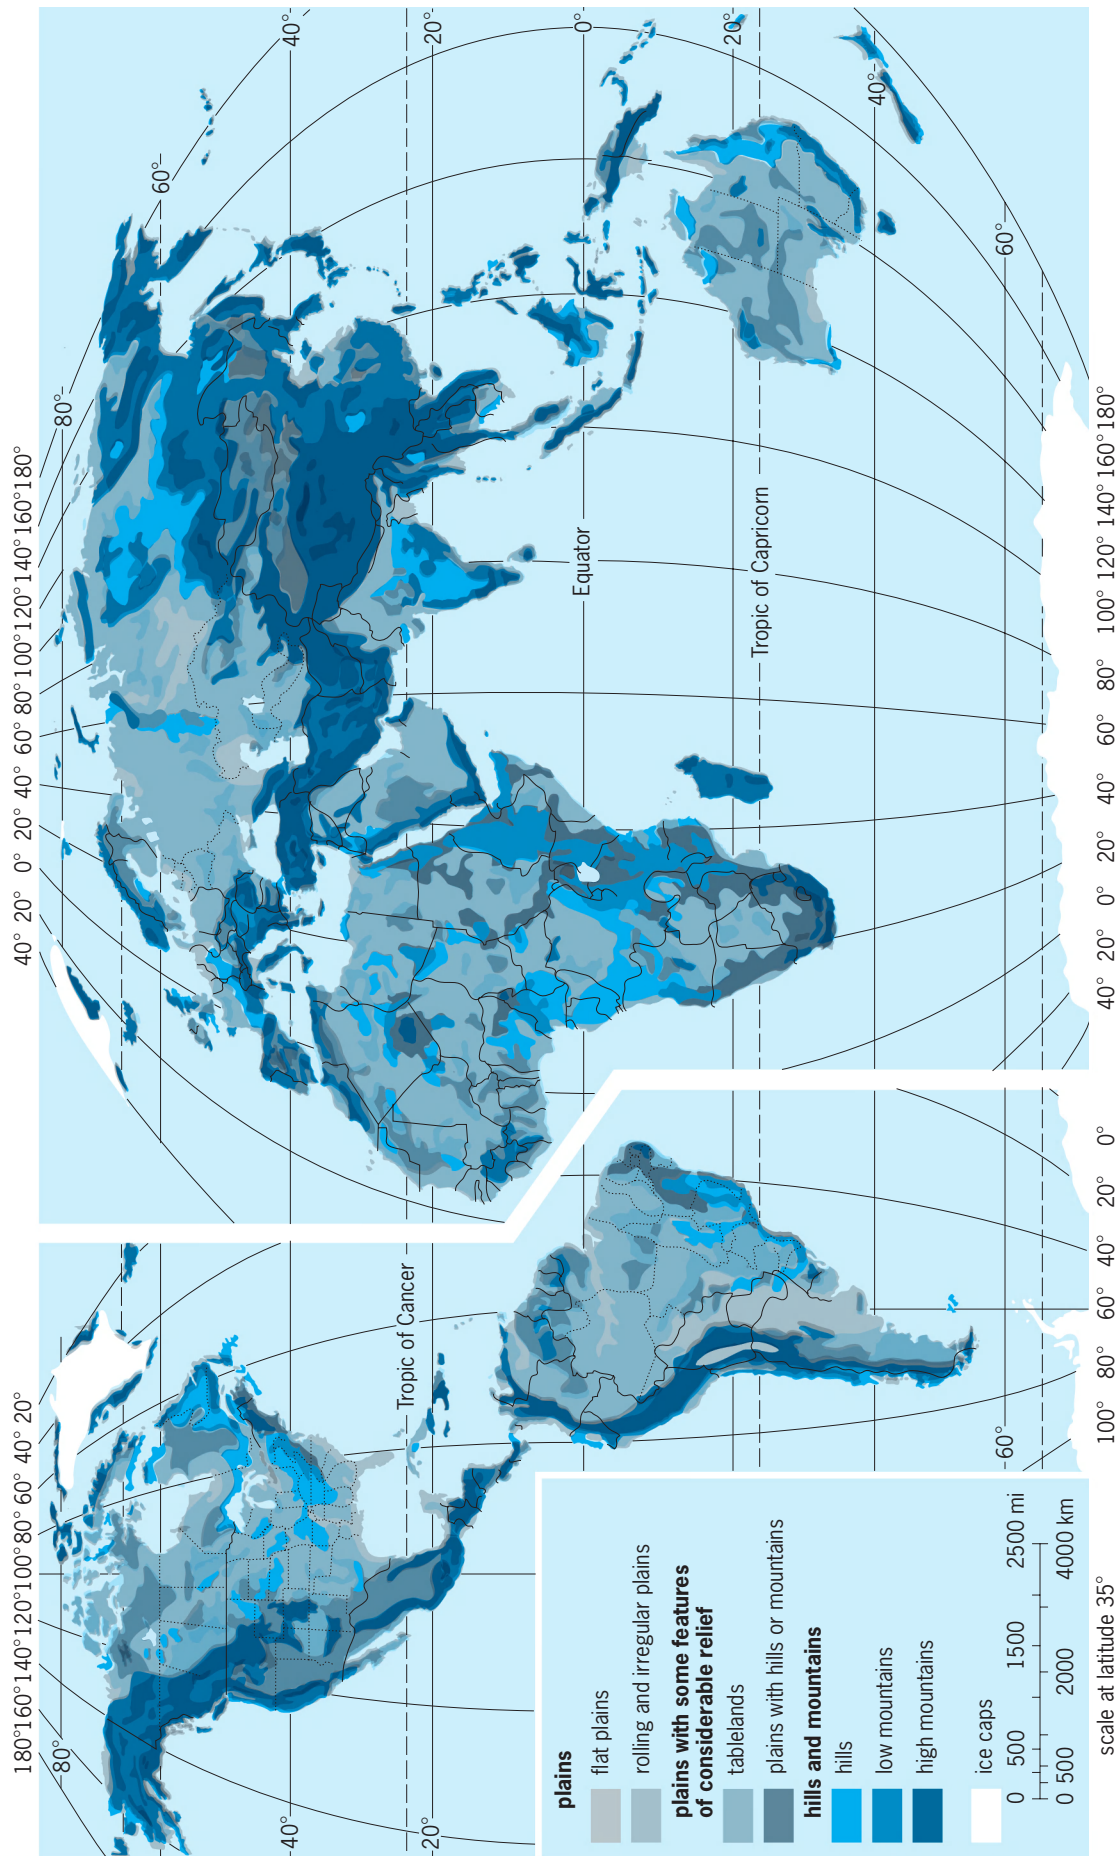 180°160°140°120°100°80° 60° 40° 20°
40° 20° 0° 20° 40° 60° 80° 100°120°140°160°180°
80°
80°
60°
40°
40°
Tropic of Cancer
20°
20°
Equator
0°
20°
Tropic of Capricorn
40°
60°
60°
plains
flat plains
rolling and irregular plains
plains with some features
of considerable relief
tablelands
plains with hills or mountains
hills and mountains
hills
low mountains
high mountains
ice caps
0 500 1500 2500 mi
0 500 2000 4000 km
scale at latitude 35°
100° 80° 60° 40° 20° 0°
40° 20° 0° 20° 40° 60° 80° 100° 120° 140° 160°180°